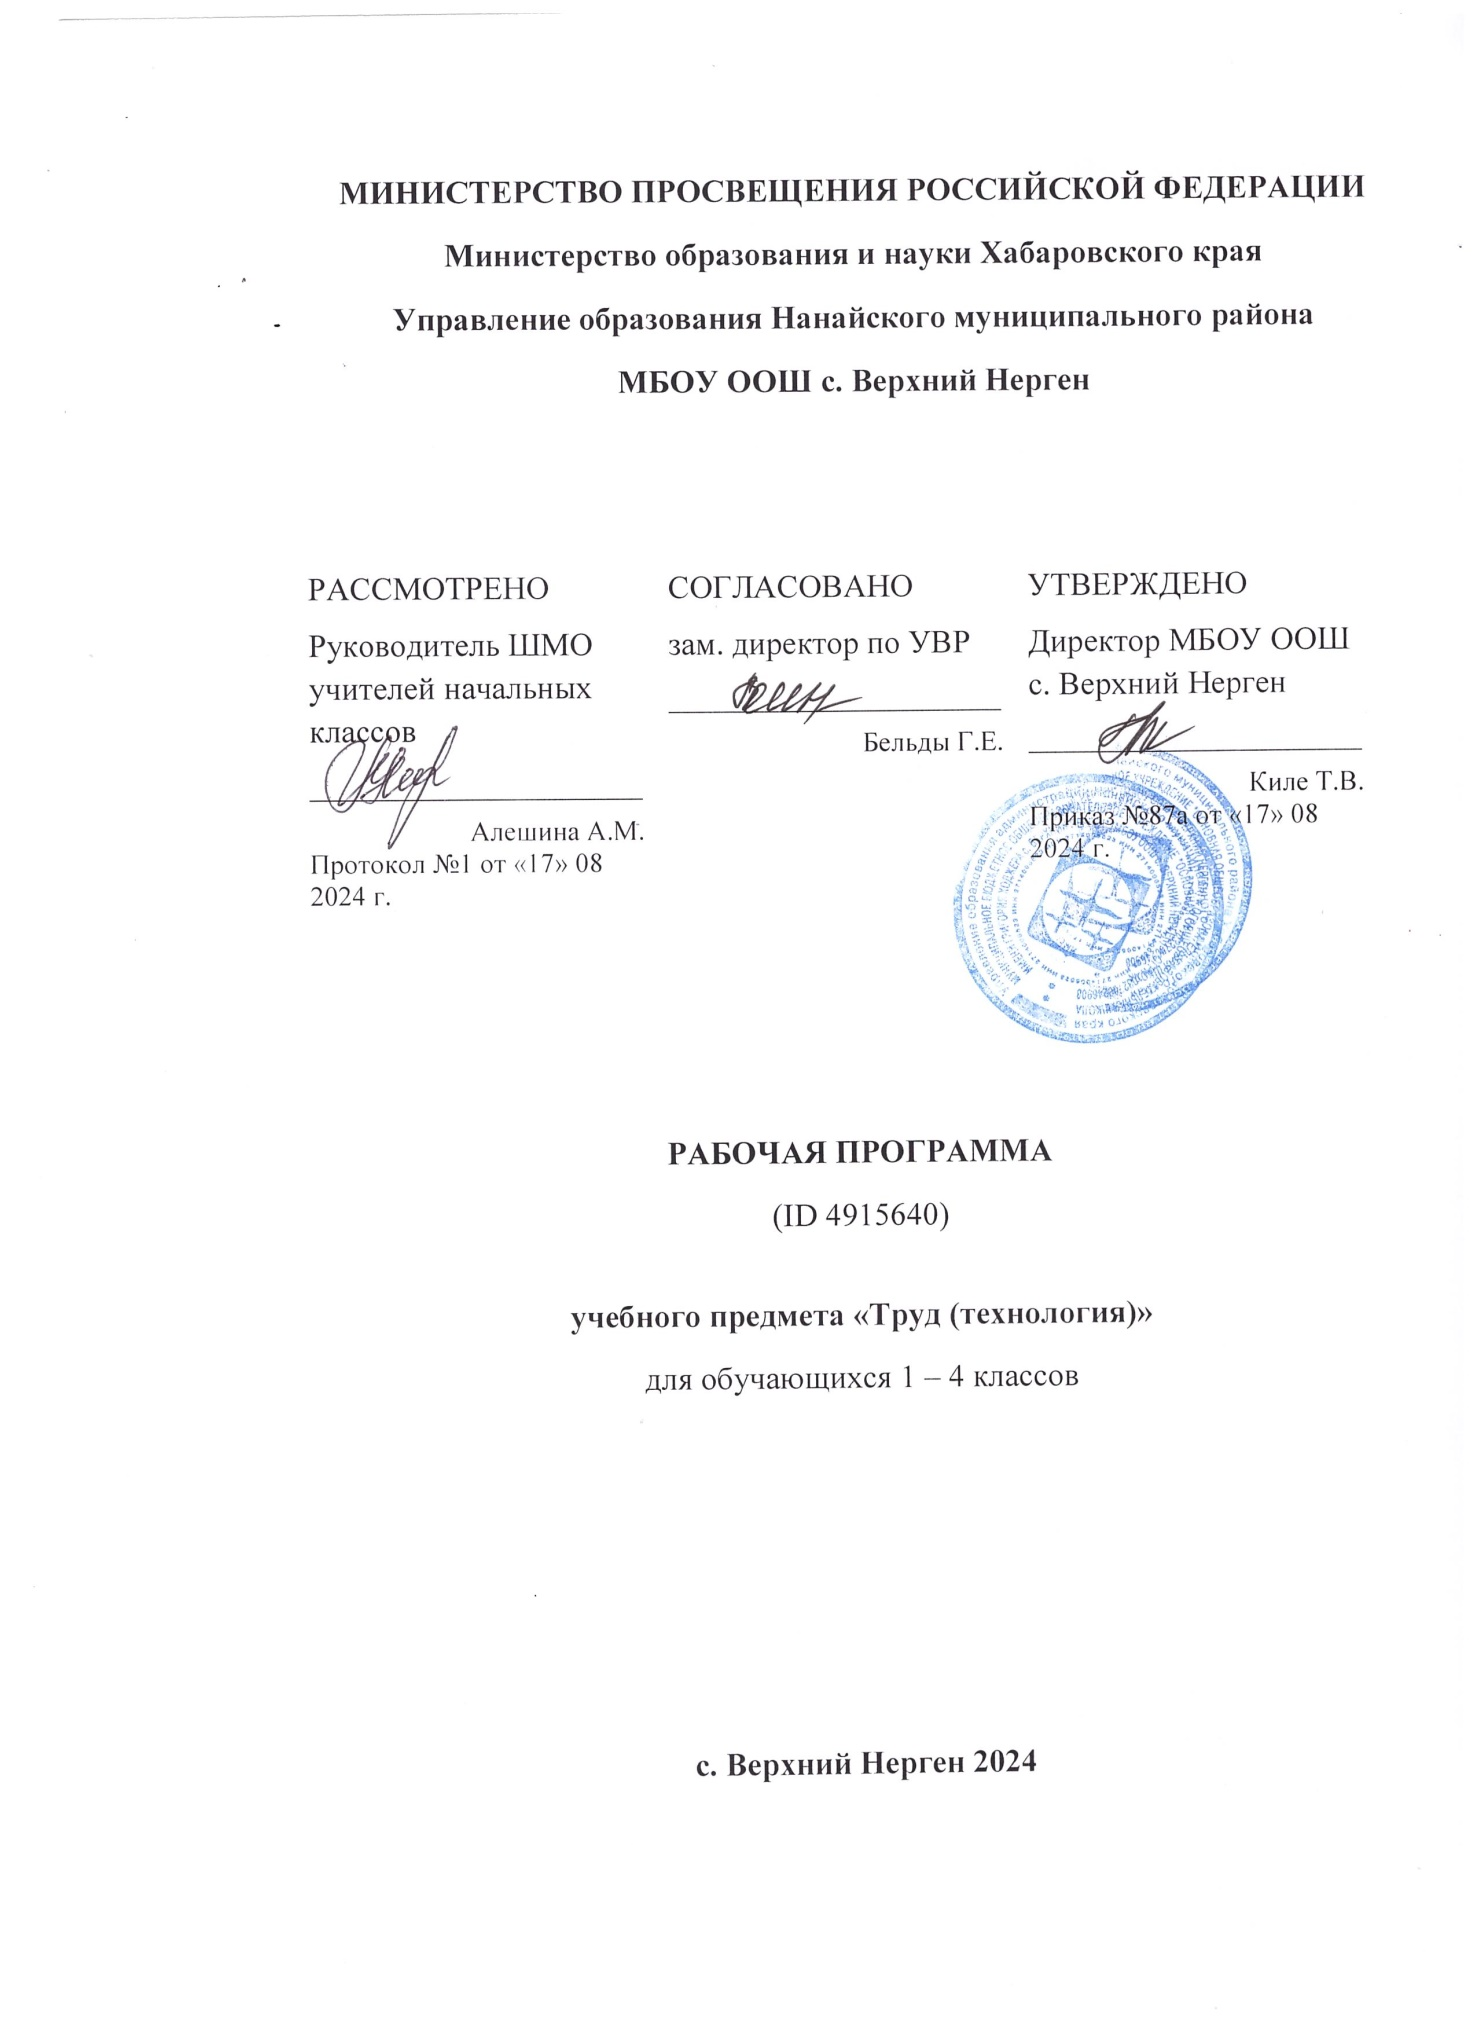 МИНИСТЕРСТВО ПРОСВЕЩЕНИЯ РОССИЙСКОЙ ФЕДЕРАЦИИ
Министерство образования и науки Хабаровского края
Управление образования Нанайского муниципального района
МБОУ ООШ с. Верхний Нерген
РАССМОТРЕНО
Руководитель ШМО
учителей начальных
классов
Алешина А.М.
Протокол №1 от «17» 08
2024 г.
СОГЛАСОВАНО
зам. директор по УВР
Бельды Г.Е.
УТВЕРЖДЕНО
Директор МБОУ ООШ
с. Верхний Нерген
Киле Т.В.
Приказ №87а от «17» 08
2024 г.
РАБОЧАЯ ПРОГРАММА
(ID 4915640)
учебного предмета «Труд (технология)»
для обучающихся 1 – 4 классов
с. Верхний Нерген 2024